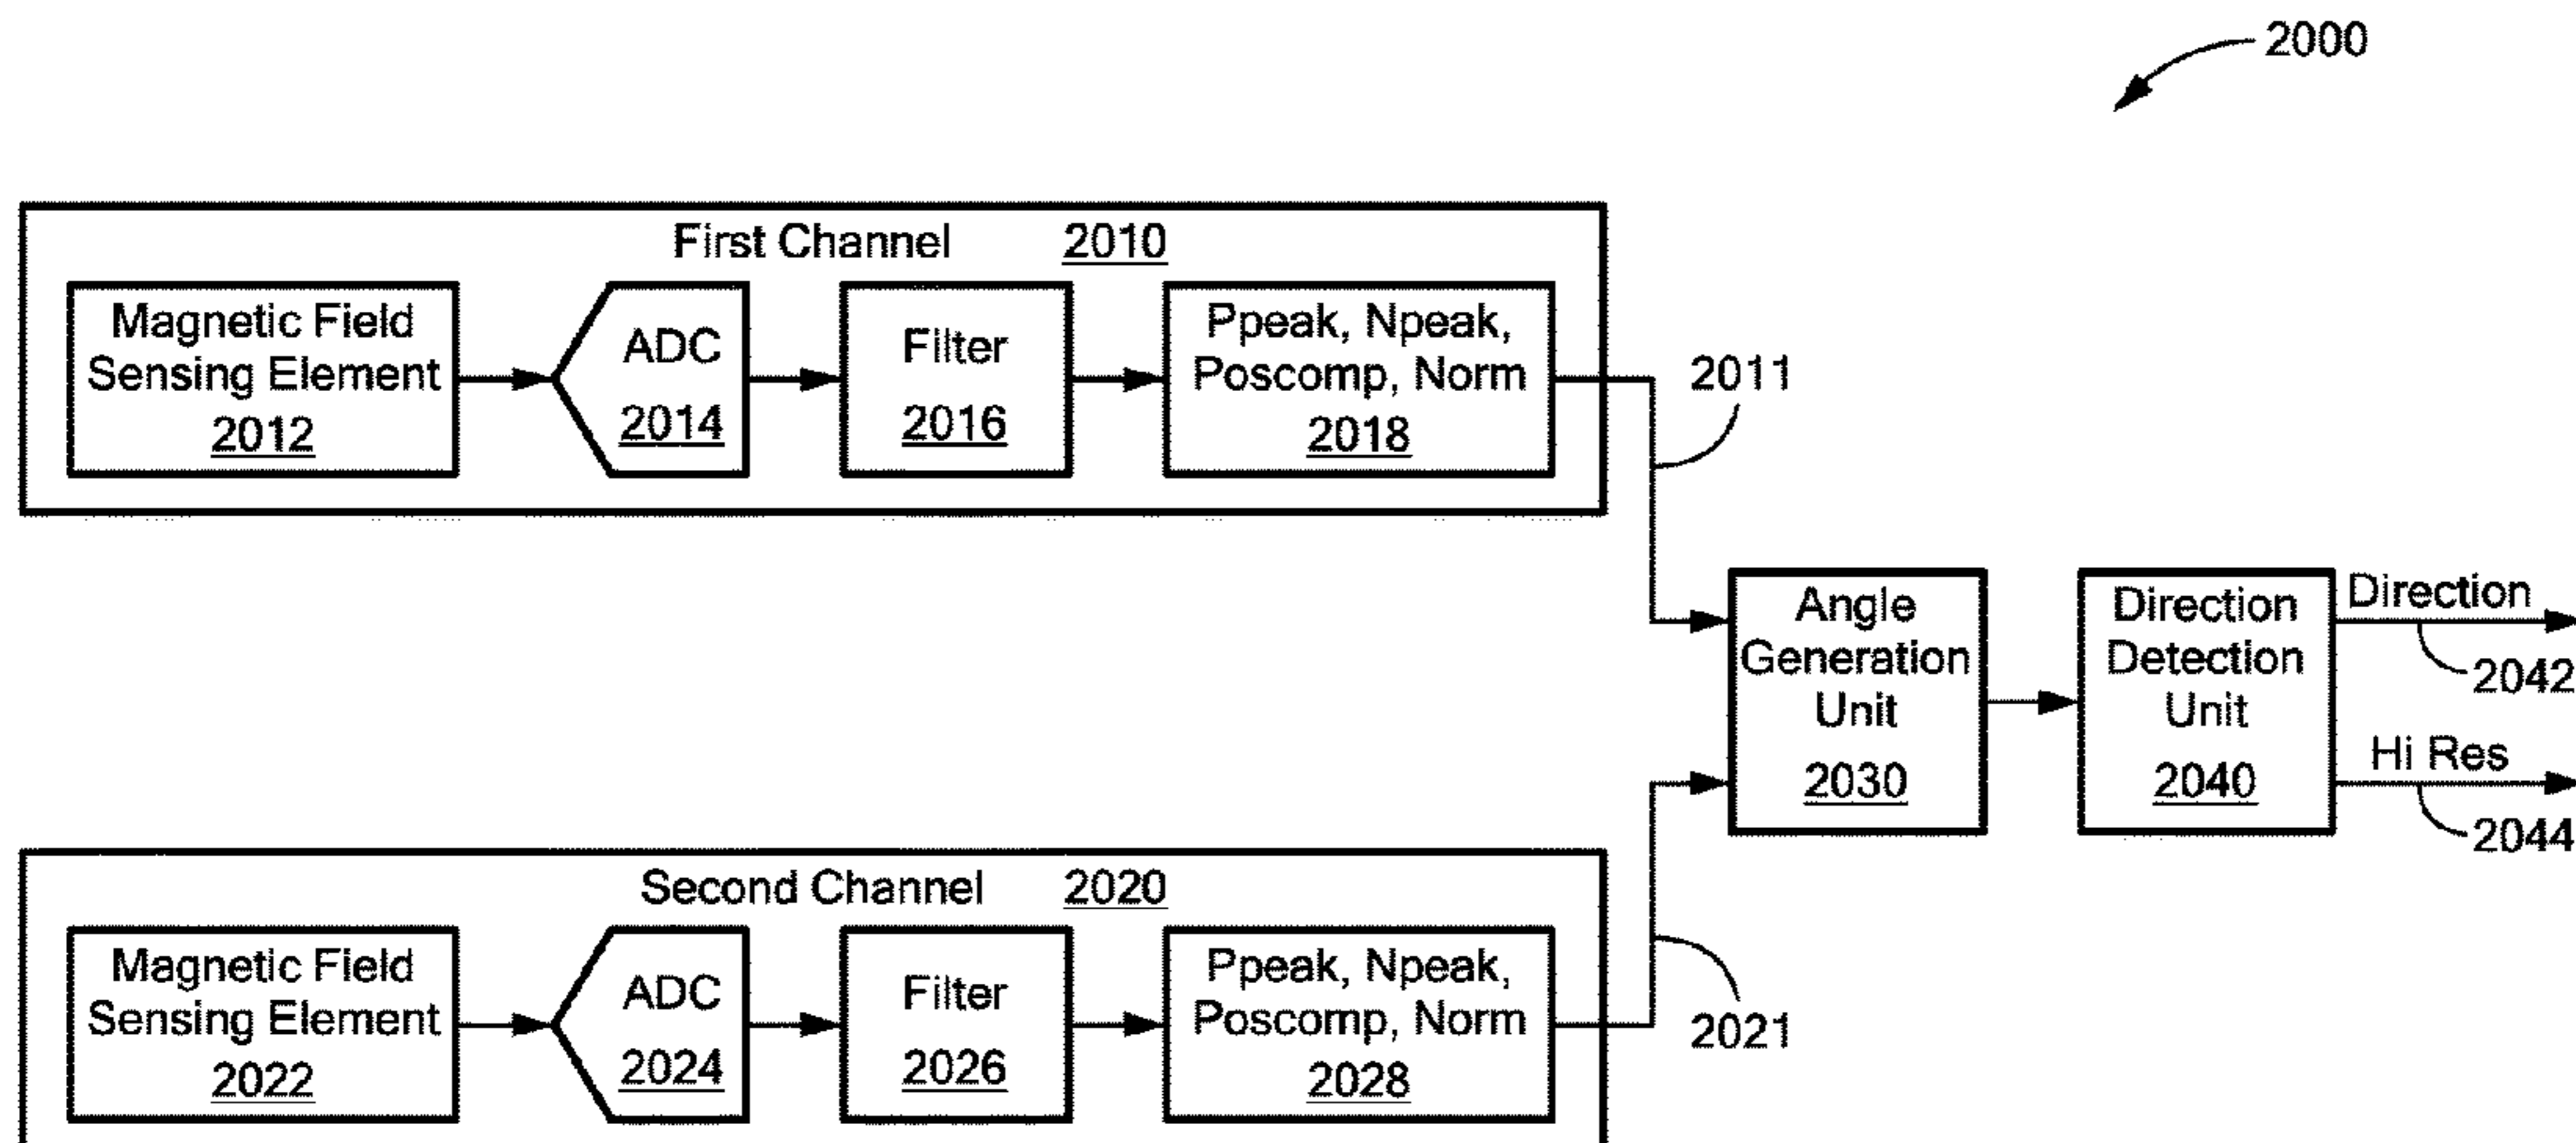 2000
First Channel 2010
Magnetic Field
Sensing Element
2012
ADC
2014
Filter
2016
Ppeak, Npeak,
Poscomp, Norm
2018
2011
Angle
Generation
Unit
2030
Direction
Detection
Unit
2040
Direction
2042
Hi Res
2044
Second Channel 2020
Magnetic Field
Sensing Element
2022
ADC
2024
Filter
2026
Ppeak, Npeak,
Poscomp, Norm
2028
2021